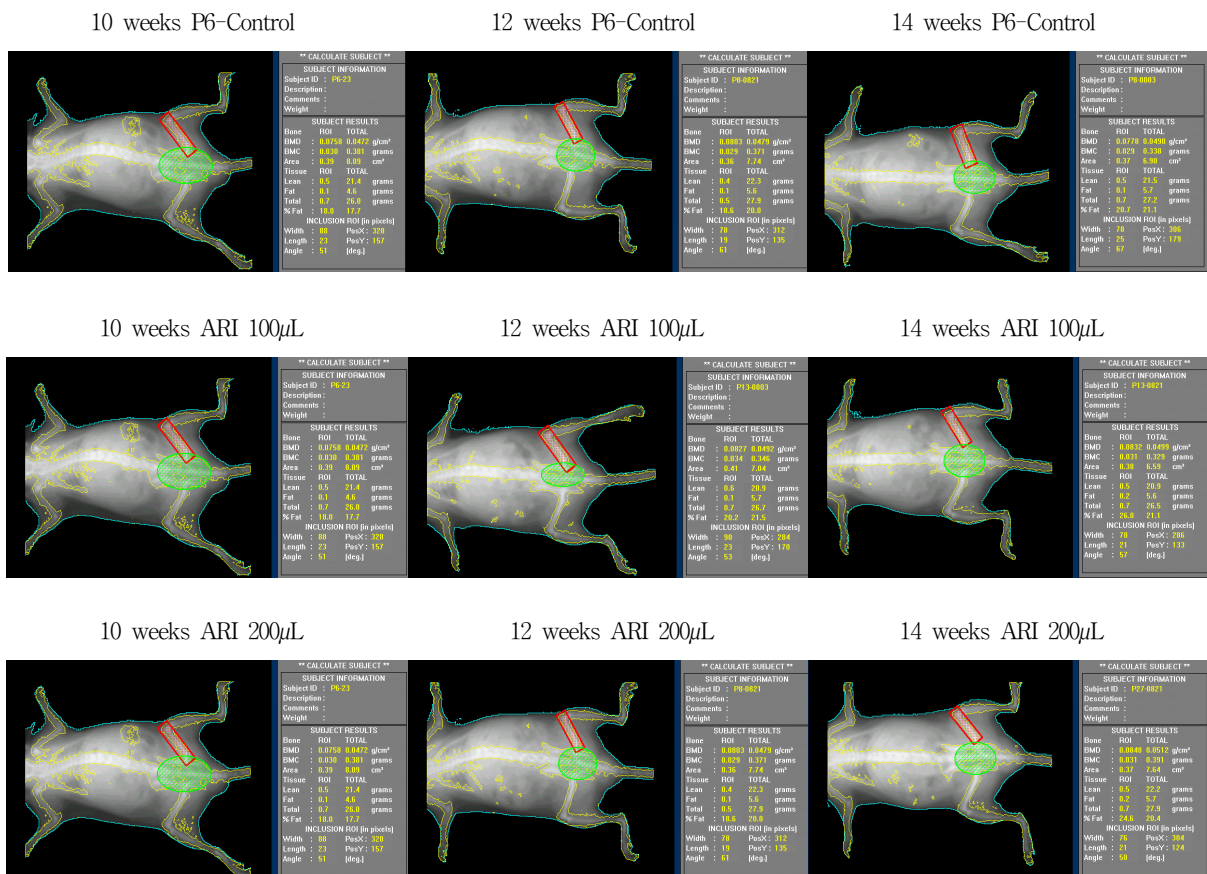 10 weeks P6-Control
12 weeks P6-Control
14 weeks P6-Control
** CALCULATE SUBJECT **
SUBJECT INFORMATION
Subject ID : P6-23
Description :
Comments :
Weight :
SUBJECT RESULTS
Bone ROI TOTAL
BMD : 0.0758 0.0472 g/cm²
BMC : 0.030 0.381 grams
Area : 0.39 8.09 cm²
Tissue ROI TOTAL
Lean : 0.5 21.4 grams
Fat : 0.1 4.6 grams
Total : 0.7 26.0 grams
% Fat : 18.0 17.7
INCLUSION ROI (in pixels)
Width : 88 PosX : 328
Length : 23 PosY : 157
Angle : 51 (deg.)
** CALCULATE SUBJECT **
SUBJECT INFORMATION
Subject ID : P8-0821
Description :
Comments :
Weight :
SUBJECT RESULTS
Bone ROI TOTAL
BMD : 0.0803 0.0479 g/cm²
BMC : 0.029 0.371 grams
Area : 0.36 7.74 cm²
Tissue ROI TOTAL
Lean : 0.4 22.3 grams
Fat : 0.1 5.6 grams
Total : 0.5 27.9 grams
% Fat : 18.6 20.0
INCLUSION ROI (in pixels)
Width : 78 PosX : 312
Length : 19 PosY : 135
Angle : 61 (deg.)
** CALCULATE SUBJECT **
SUBJECT INFORMATION
Subject ID : P8-0803
Description :
Comments :
Weight :
SUBJECT RESULTS
Bone ROI TOTAL
BMD : 0.0778 0.0490 g/cm²
BMC : 0.029 0.338 grams
Area : 0.37 6.90 cm²
Tissue ROI TOTAL
Lean : 0.5 21.5 grams
Fat : 0.1 5.7 grams
Total : 0.7 27.2 grams
% Fat : 20.7 21.1
INCLUSION ROI (in pixels)
Width : 78 PosX : 306
Length : 25 PosY : 179
Angle : 67 (deg.)
10 weeks ARI 100μL
12 weeks ARI 100μL
14 weeks ARI 100μL
** CALCULATE SUBJECT **
SUBJECT INFORMATION
Subject ID : P6-23
Description :
Comments :
Weight :
SUBJECT RESULTS
Bone ROI TOTAL
BMD : 0.0758 0.0472 g/cm²
BMC : 0.030 0.381 grams
Area : 0.39 8.09 cm²
Tissue ROI TOTAL
Lean : 0.5 21.4 grams
Fat : 0.1 4.6 grams
Total : 0.7 26.0 grams
% Fat : 18.0 17.7
INCLUSION ROI (in pixels)
Width : 88 PosX : 328
Length : 23 PosY : 157
Angle : 51 (deg.)
** CALCULATE SUBJECT **
SUBJECT INFORMATION
Subject ID : P13-0803
Description :
Comments :
Weight :
SUBJECT RESULTS
Bone ROI TOTAL
BMD : 0.0827 0.0492 g/cm²
BMC : 0.034 0.346 grams
Area : 0.41 7.04 cm²
Tissue ROI TOTAL
Lean : 0.6 20.9 grams
Fat : 0.1 5.7 grams
Total : 0.7 26.7 grams
% Fat : 20.2 21.5
INCLUSION ROI (in pixels)
Width : 90 PosX : 284
Length : 23 PosY : 170
Angle : 53 (deg.)
** CALCULATE SUBJECT **
SUBJECT INFORMATION
Subject ID : P13-0821
Description :
Comments :
Weight :
SUBJECT RESULTS
Bone ROI TOTAL
BMD : 0.0832 0.0499 g/cm²
BMC : 0.031 0.329 grams
Area : 0.38 6.59 cm²
Tissue ROI TOTAL
Lean : 0.5 20.9 grams
Fat : 0.2 5.6 grams
Total : 0.7 26.5 grams
% Fat : 26.0 21.1
INCLUSION ROI (in pixels)
Width : 78 PosX : 286
Length : 21 PosY : 133
Angle : 57 (deg.)
10 weeks ARI 200μL
12 weeks ARI 200μL
14 weeks ARI 200μL
** CALCULATE SUBJECT **
SUBJECT INFORMATION
Subject ID : P6-23
Description :
Comments :
Weight :
SUBJECT RESULTS
Bone ROI TOTAL
BMD : 0.0758 0.0472 g/cm²
BMC : 0.030 0.381 grams
Area : 0.39 8.09 cm²
Tissue ROI TOTAL
Lean : 0.5 21.4 grams
Fat : 0.1 4.6 grams
Total : 0.7 26.0 grams
% Fat : 18.0 17.7
INCLUSION ROI (in pixels)
Width : 88 PosX : 328
Length : 23 PosY : 157
Angle : 51 (deg.)
** CALCULATE SUBJECT **
SUBJECT INFORMATION
Subject ID : P8-0821
Description :
Comments :
Weight :
SUBJECT RESULTS
Bone ROI TOTAL
BMD : 0.0803 0.0479 g/cm²
BMC : 0.029 0.371 grams
Area : 0.36 7.74 cm²
Tissue ROI TOTAL
Lean : 0.4 22.3 grams
Fat : 0.1 5.6 grams
Total : 0.5 27.9 grams
% Fat : 18.6 20.0
INCLUSION ROI (in pixels)
Width : 78 PosX : 312
Length : 19 PosY : 135
Angle : 61 (deg.)
** CALCULATE SUBJECT **
SUBJECT INFORMATION
Subject ID : P27-0821
Description :
Comments :
Weight :
SUBJECT RESULTS
Bone ROI TOTAL
BMD : 0.0848 0.0512 g/cm²
BMC : 0.031 0.391 grams
Area : 0.37 7.64 cm²
Tissue ROI TOTAL
Lean : 0.5 22.2 grams
Fat : 0.2 5.7 grams
Total : 0.7 27.9 grams
% Fat : 24.6 20.4
INCLUSION ROI (in pixels)
Width : 76 PosX : 304
Length : 21 PosY : 124
Angle : 50 (deg.)